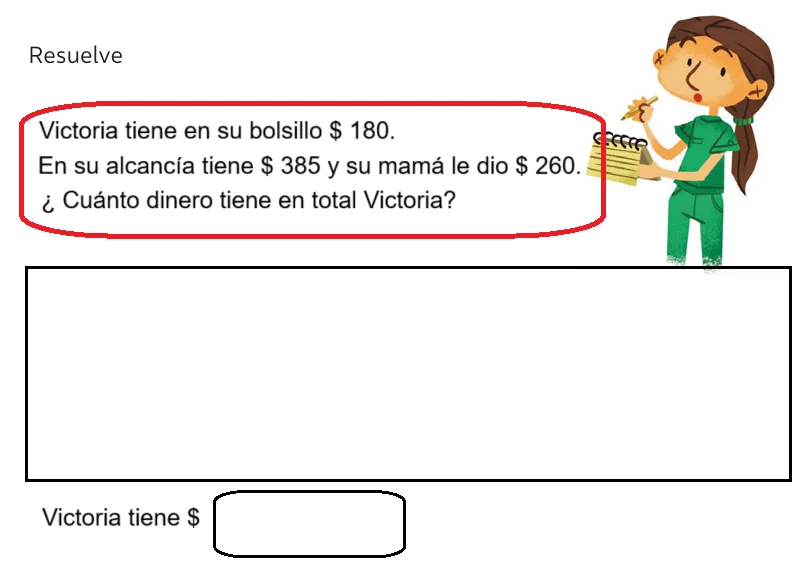 Resuelve
Victoria tiene en su bolsillo $ 180.
En su alcancía tiene $ 385 y su mamá le dio $ 260.
¿ Cuánto dinero tiene en total Victoria?
Victoria tiene $